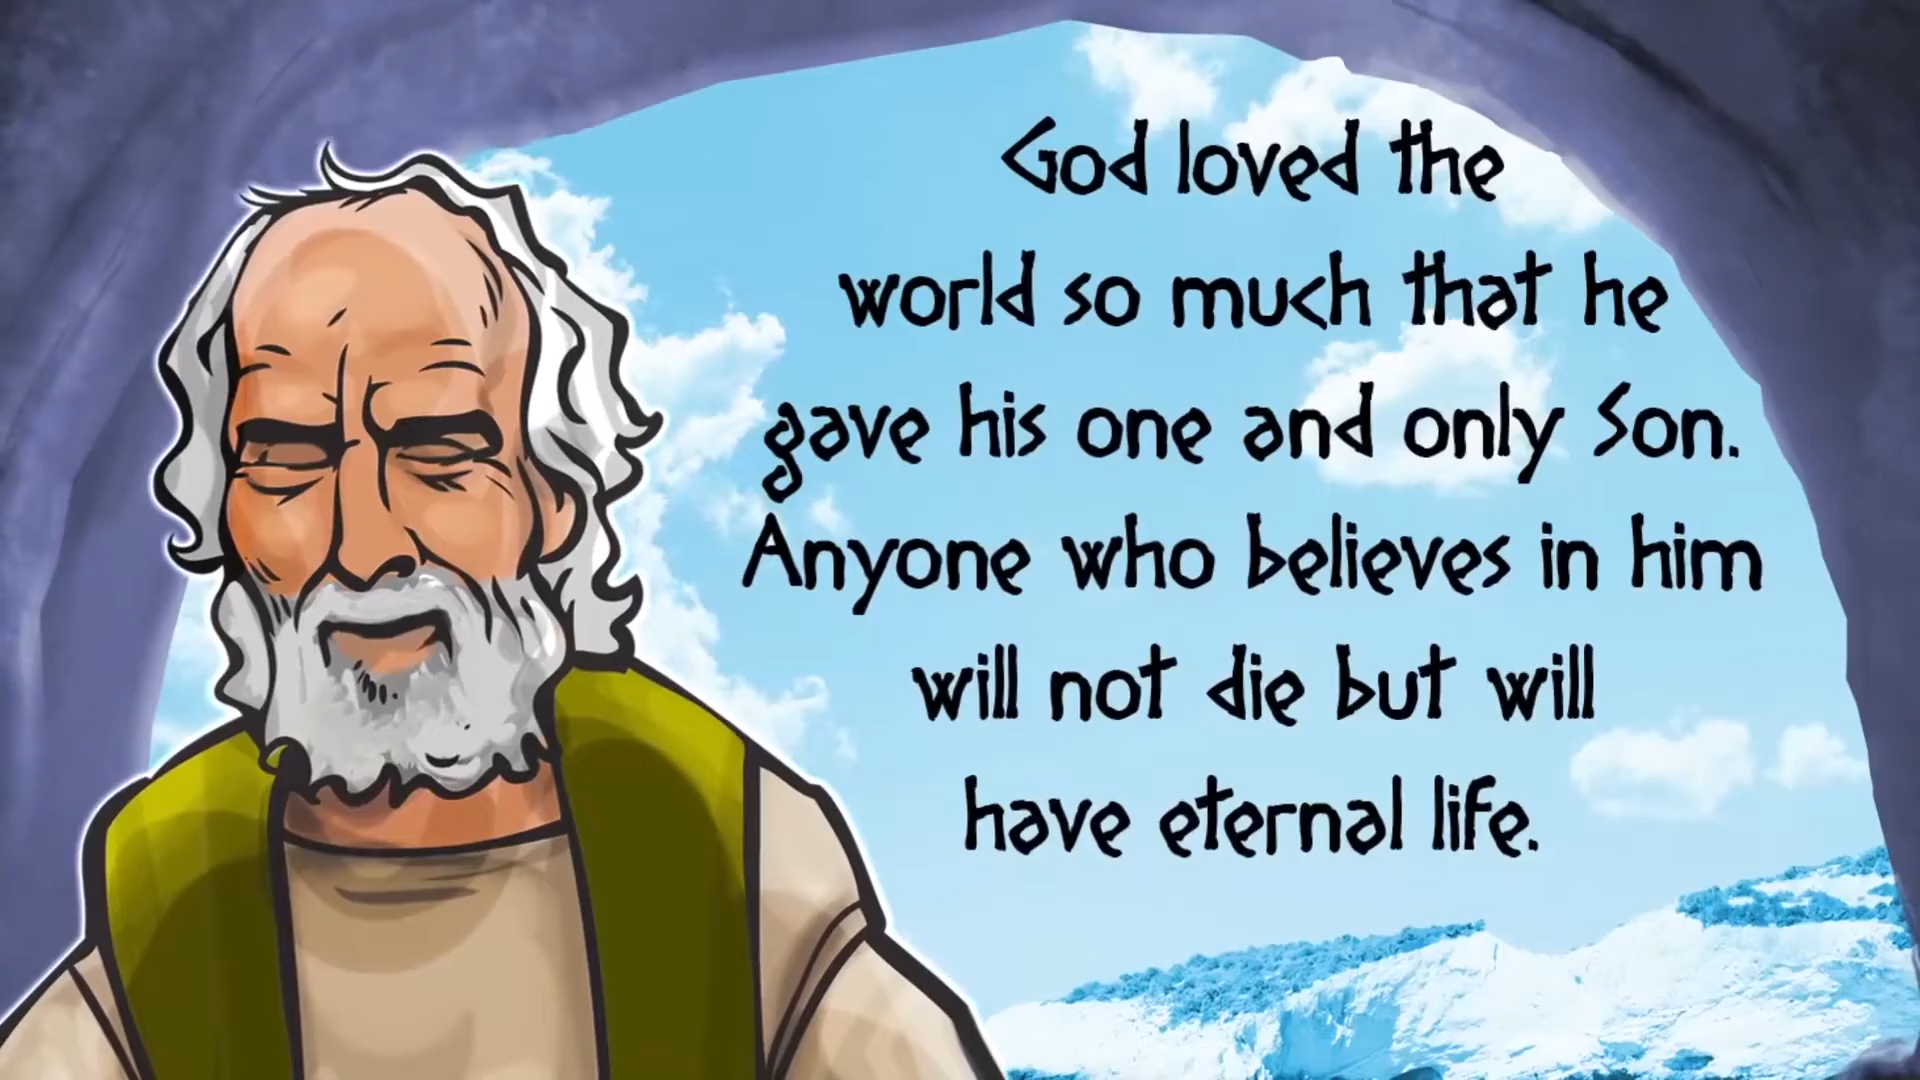 God loved the
world so much that he
gave his one and only Son.
Anyone who believes in him
will not die but will
have eternal life.